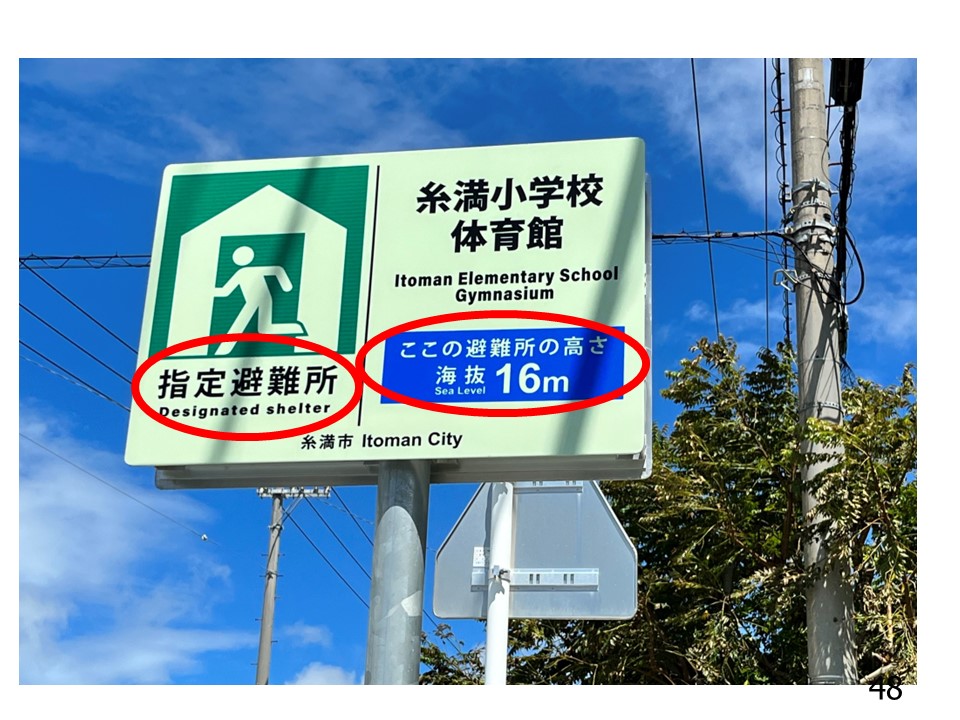 糸満小学校
体育館
Itoman Elementary School
Gymnasium
ここの避難所の高さ
海抜 16m
Sea Level
指定避難所
Designated shelter
糸満市 Itoman City
48